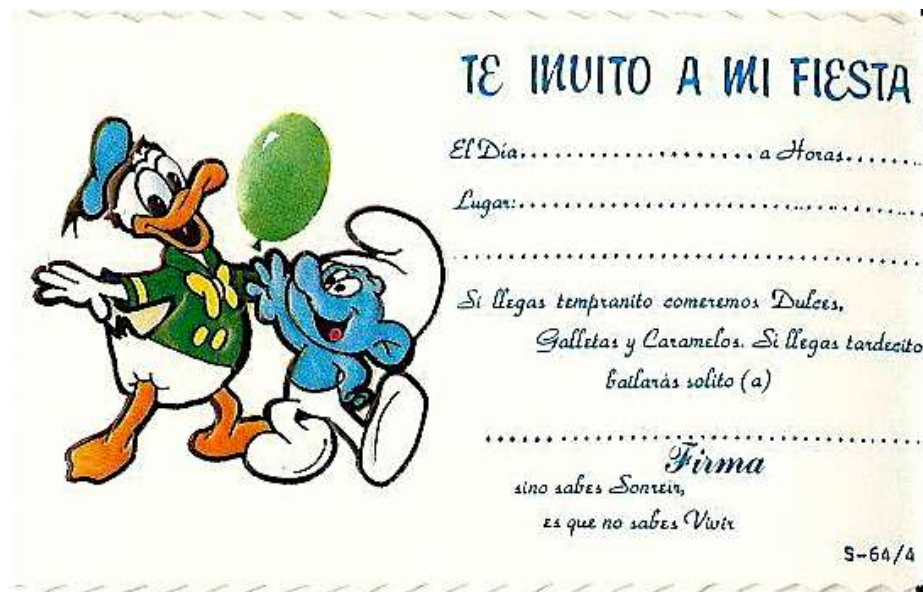 TE INVITO A MI FIESTA
El Día.................... a Horas.......
Lugar:....................................
..........................................
Si llegas tempranito comeremos Dulces,
Galletas y Caramelos. Si llegas tardecito
bailarás solito (a)
..........................................
Firma
sino sabes Sonreir,
es que no sabes Vivir
S-64/4